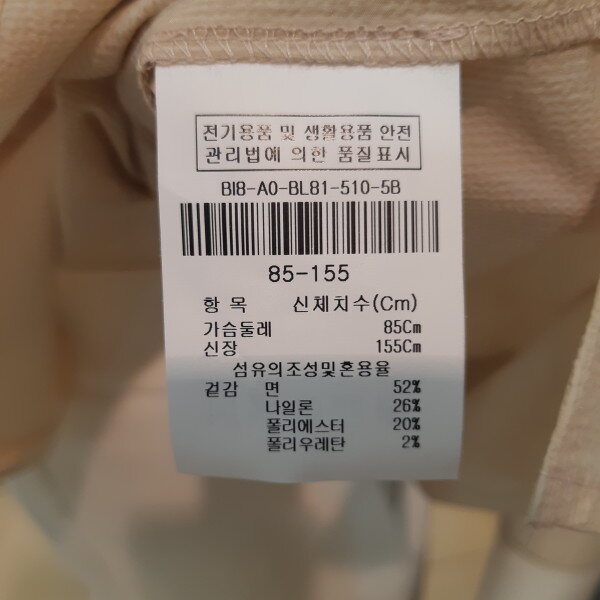 전기용품 및 생활용품 안전
관리법에 의한 품질표시
BI8-A0-BL81-510-5B
85-155
항 목 신체치수(Cm)
가슴둘레 85Cm
신장 155Cm
섬유의조성및혼용율
겉감 면 52%
나일론 26%
폴리에스터 20%
폴리우레탄 2%